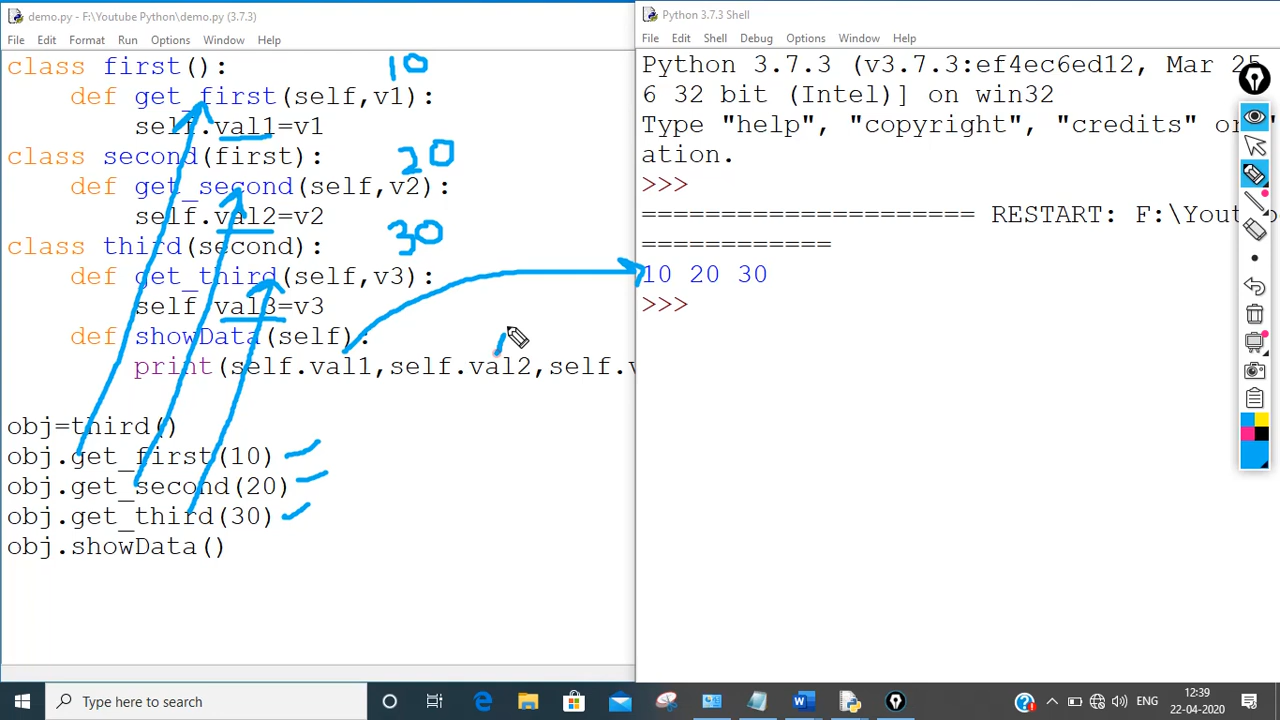 demo.py - F:\Youtube Python\demo.py (3.7.3)
File Edit Format Run Options Window Help
class first():
def get_first(self,v1):
self.val1=v1
class second(first):
def get_second(self,v2):
self.val2=v2
class third(second):
def get_third(self,v3):
self.val3=v3
def showData(self):
print(self.val1,self.val2,self.v
obj=third()
obj.get_first(10)
obj.get_second(20)
obj.get_third(30)
obj.showData()
10
20
30
Python 3.7.3 Shell
File Edit Shell Debug Options Window Help
Python 3.7.3 (v3.7.3:ef4ec6ed12, Mar 25
6 32 bit (Intel)] on win32
Type "help", "copyright", "credits" or "
ation.
>>>
===================== RESTART: F:\Youto
============
10 20 30
>>>
Type here to search
ENG
12:39
22-04-2020